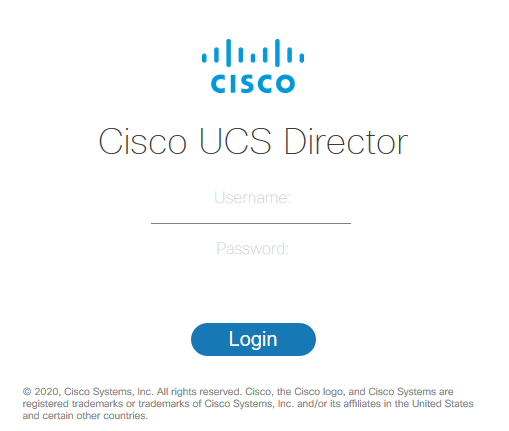 CISCO
Cisco UCS Director
Username:
Password:
Login
© 2020, Cisco Systems, Inc. All rights reserved. Cisco, the Cisco logo, and Cisco Systems are
registered trademarks or trademarks of Cisco Systems, Inc. and/or its affiliates in the United States
and certain other countries.